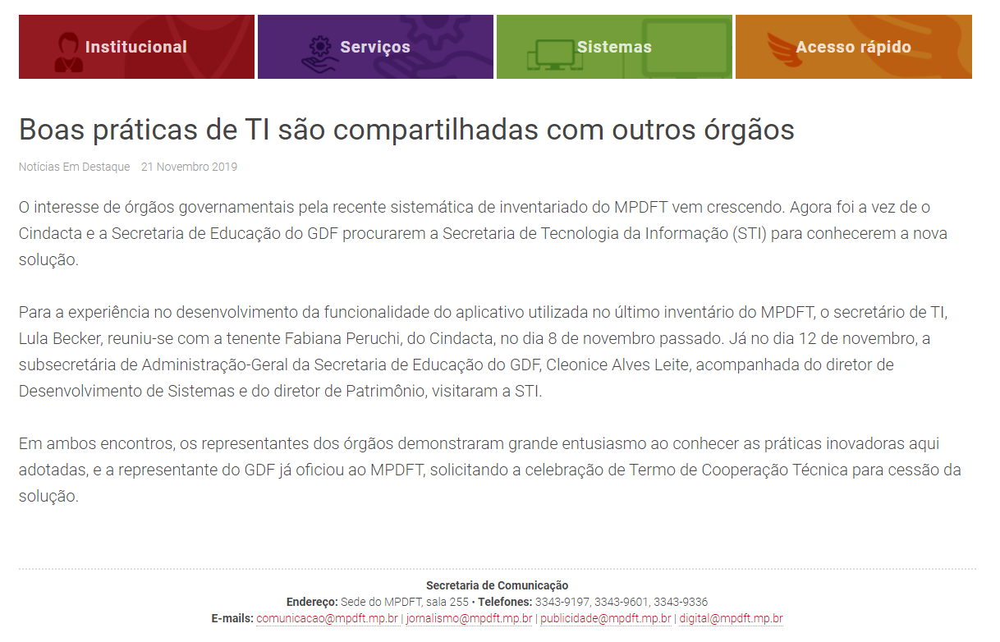 Institucional
Serviços
Sistemas
Acesso rápido
Boas práticas de TI são compartilhadas com outros órgãos
Notícias Em Destaque 21 Novembro 2019
O interesse de órgãos governamentais pela recente sistemática de inventariado do MPDFT vem crescendo. Agora foi a vez de o
Cindacta e a Secretaria de Educação do GDF procurarem a Secretaria de Tecnologia da Informação (STI) para conhecerem a nova
solução.
Para a experiência no desenvolvimento da funcionalidade do aplicativo utilizada no último inventário do MPDFT, o secretário de TI,
Lula Becker, reuniu-se com a tenente Fabiana Peruchi, do Cindacta, no dia 8 de novembro passado. Já no dia 12 de novembro, a
subsecretária de Administração-Geral da Secretaria de Educação do GDF, Cleonice Alves Leite, acompanhada do diretor de
Desenvolvimento de Sistemas e do diretor de Patrimônio, visitaram a STI.
Em ambos encontros, os representantes dos órgãos demonstraram grande entusiasmo ao conhecer as práticas inovadoras aqui
adotadas, e a representante do GDF já oficiou ao MPDFT, solicitando a celebração de Termo de Cooperação Técnica para cessão da
solução.
Secretaria de Comunicação
Endereço: Sede do MPDFT, sala 255 • Telefones: 3343-9197, 3343-9601, 3343-9336
E-mails: comunicacao@mpdft.mp.br | jornalismo@mpdft.mp.br | publicidade@mpdft.mp.br | digital@mpdft.mp.br